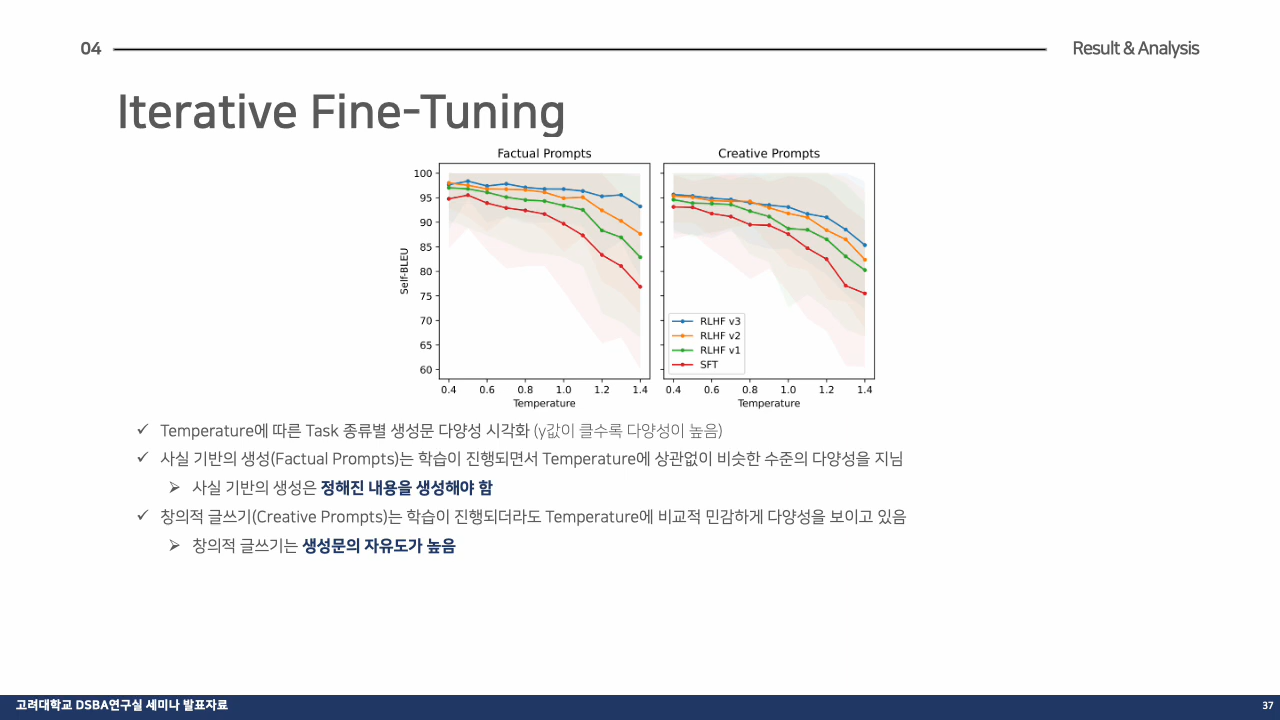 04
Result & Analysis
Iterative Fine-Tuning
Factual Prompts
Creative Prompts
100
95
90
85
80
75
70
65
60
Self-BLEU
RLHF v3
RLHF v2
RLHF v1
SFT
0.4 0.6 0.8 1.0 1.2 1.4
0.4 0.6 0.8 1.0 1.2 1.4
Temperature
Temperature
✓ Temperature에 따른 Task 종류별 생성문 다양성 시각화 (y값이 클수록 다양성이 높음)
✓ 사실 기반의 생성(Factual Prompts)는 학습이 진행되면서 Temperature에 상관없이 비슷한 수준의 다양성을 지님
➢ 사실 기반의 생성은 정해진 내용을 생성해야 함
✓ 창의적 글쓰기(Creative Prompts)는 학습이 진행되더라도 Temperature에 비교적 민감하게 다양성을 보이고 있음
➢ 창의적 글쓰기는 생성문의 자유도가 높음
고려대학교 DSBA연구실 세미나 발표자료
37